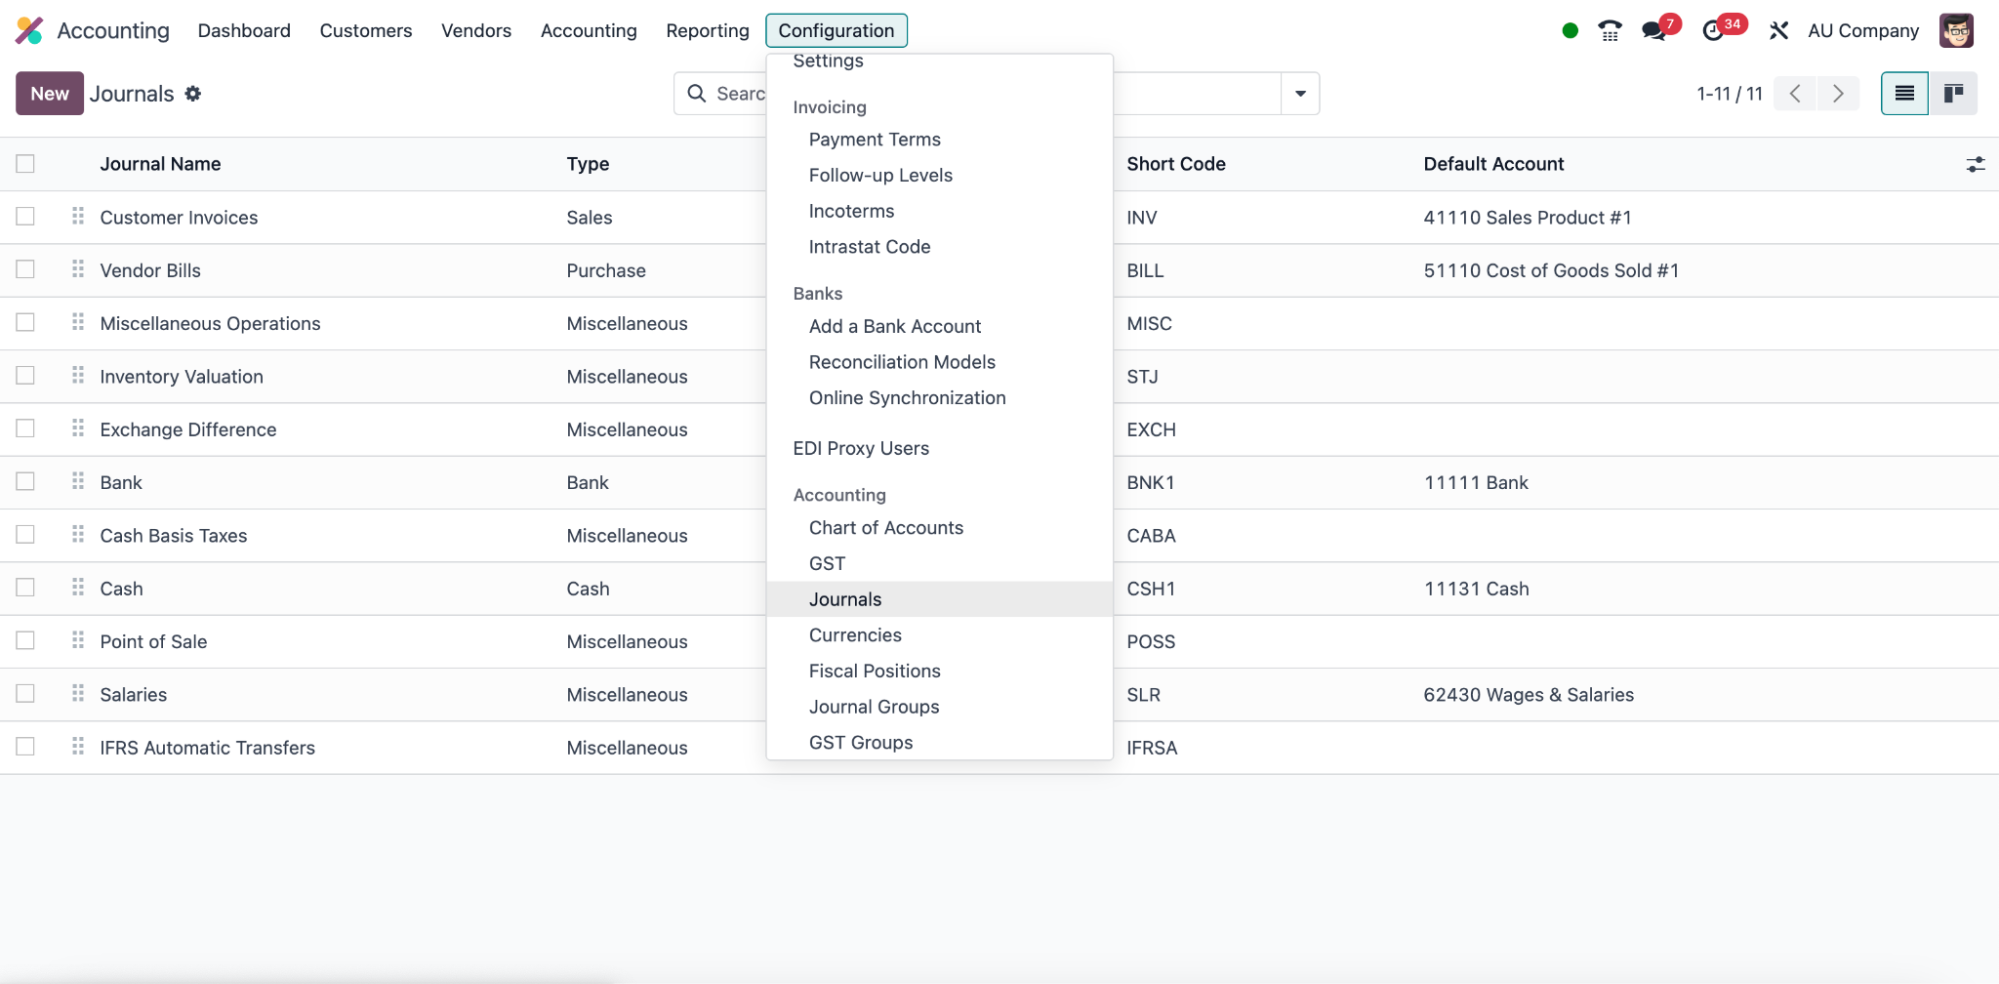 Accounting Dashboard Customers Vendors Accounting Reporting Configuration 7 34 AU Company
New Journals Searc 1-11 / 11
Settings
Invoicing
Payment Terms
Follow-up Levels
Incoterms
Intrastat Code
Banks
Add a Bank Account
Reconciliation Models
Online Synchronization
EDI Proxy Users
Accounting
Chart of Accounts
GST
Journals
Currencies
Fiscal Positions
Journal Groups
GST Groups
Journal Name Type Short Code Default Account
Customer Invoices Sales INV 41110 Sales Product #1
Vendor Bills Purchase BILL 51110 Cost of Goods Sold #1
Miscellaneous Operations Miscellaneous MISC
Inventory Valuation Miscellaneous STJ
Exchange Difference Miscellaneous EXCH
Bank Bank BNK1 11111 Bank
Cash Basis Taxes Miscellaneous CABA
Cash Cash CSH1 11131 Cash
Point of Sale Miscellaneous POSS
Salaries Miscellaneous SLR 62430 Wages & Salaries
IFRS Automatic Transfers Miscellaneous IFRSA